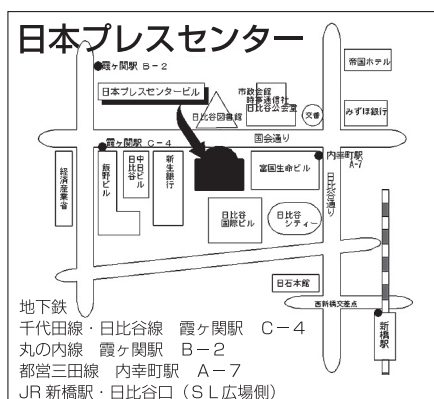 日本プレスセンター
霞ヶ関駅 B-2
帝国ホテル
日本プレスセンタービル
市政会館
時事通信社
日比谷公会堂
日比谷図書館
交番
みずほ銀行
国会通り
霞ヶ関駅 C-4
内幸町駅
A-7
経済産業省
飯野ビル
中日ビル
日比谷
新生銀行
富国生命ビル
日比谷通り
日比谷
国際ビル
日比谷
シティー
日石本館
西新橋交差点
新橋駅
地下鉄
千代田線・日比谷線 霞ヶ関駅 C-4
丸の内線 霞ヶ関駅 B-2
都営三田線 内幸町駅 A-7
JR新橋駅・日比谷口(SL広場側)